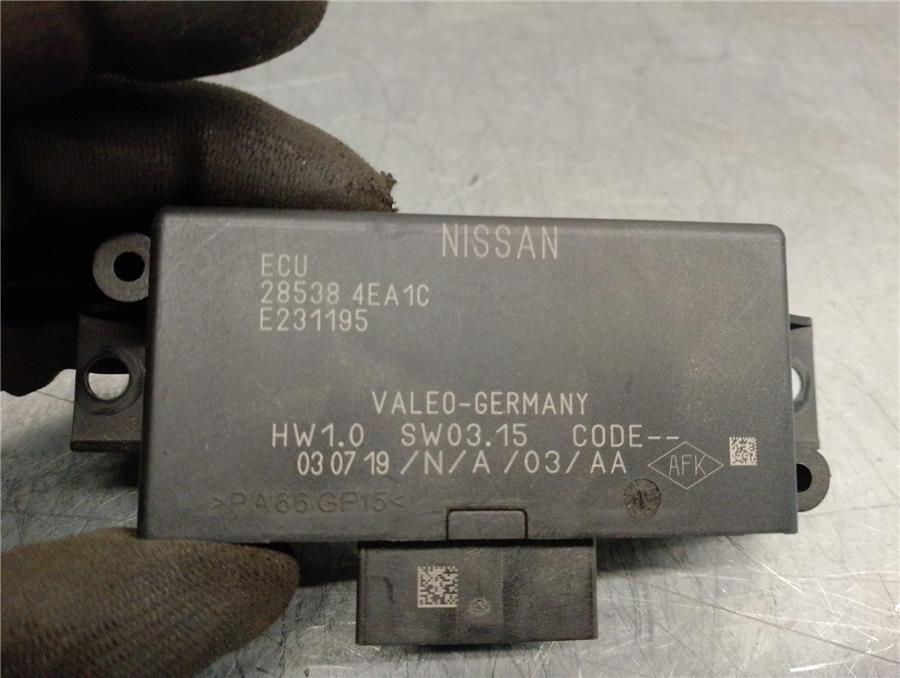 NISSAN
ECU
28538 4EA1C
E231195
VALEO-GERMANY
HW1.0 SW03.15 CODE--
03 07 19 /N/A /03/AA AFK
>PA66 GF15<